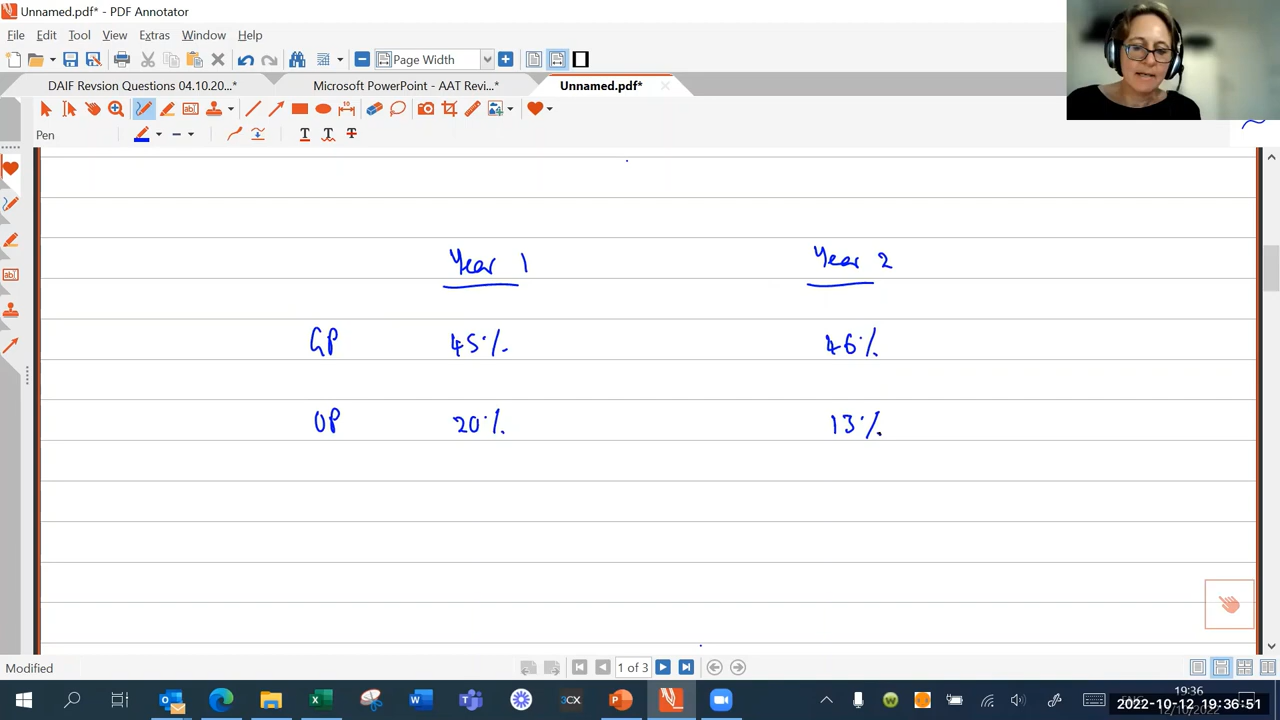 Unnamed.pdf* - PDF Annotator
File Edit Tool View Extras Window Help
Page Width
DAIF Revsion Questions 04.10.20...* Microsoft PowerPoint - AAT Revi...* Unnamed.pdf*
Pen
Year 1 Year 2
GP 45% 46%
OP 20% 13%
1 of 3
Modified
19:36
2022-10-12 19:36:51